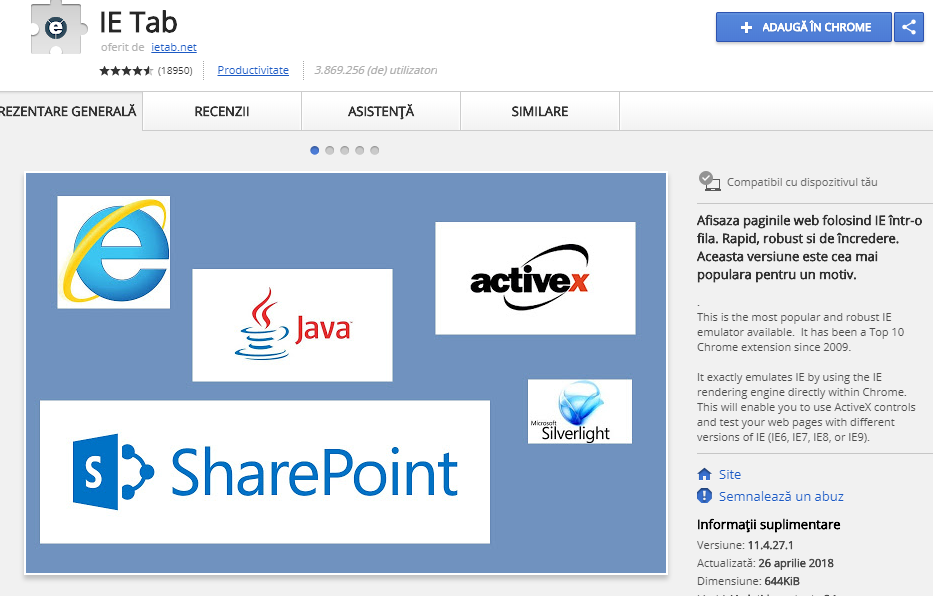 IE Tab
oferit de ietab.net
(18950) Productivitate 3.869.256 (de) utilizatori
ADAUGĂ ÎN CHROME
REZENTARE GENERALĂ RECENZII ASISTENŢĂ SIMILARE
Java
activex
Microsoft
Silverlight
S SharePoint
Compatibil cu dispozitivul tău
Afisaza paginile web folosind IE într-o
fila. Rapid, robust si de încredere.
Aceasta versiune este cea mai
populara pentru un motiv.
.
This is the most popular and robust IE
emulator available. It has been a Top 10
Chrome extension since 2009.
It exactly emulates IE by using the IE
rendering engine directly within Chrome.
This will enable you to use ActiveX controls
and test your web pages with different
versions of IE (IE6, IE7, IE8, or IE9).
Site
Semnalează un abuz
Informaţii suplimentare
Versiune: 11.4.27.1
Actualizată: 26 aprilie 2018
Dimensiune: 644KiB